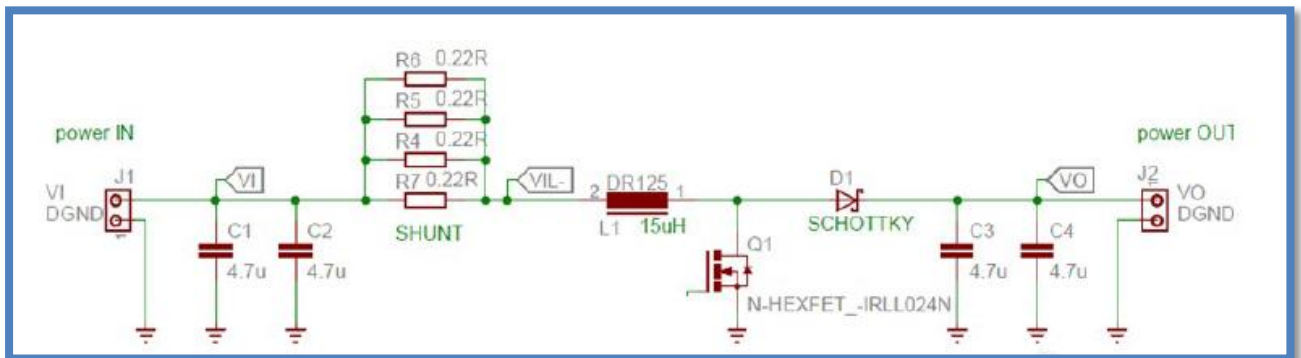 R6 0.22R
R5 0.22R
R4 0.22R
R7 0.22R
SHUNT
power IN
J1
VI
DGND
1
VI
C1
4.7u
C2
4.7u
VIL-
2 DR125 1
L1 15uH
D1
SCHOTTKY
Q1
N-HEXFET_-IRLL024N
VO
C3
4.7u
C4
4.7u
power OUT
J2
1
VO
DGND